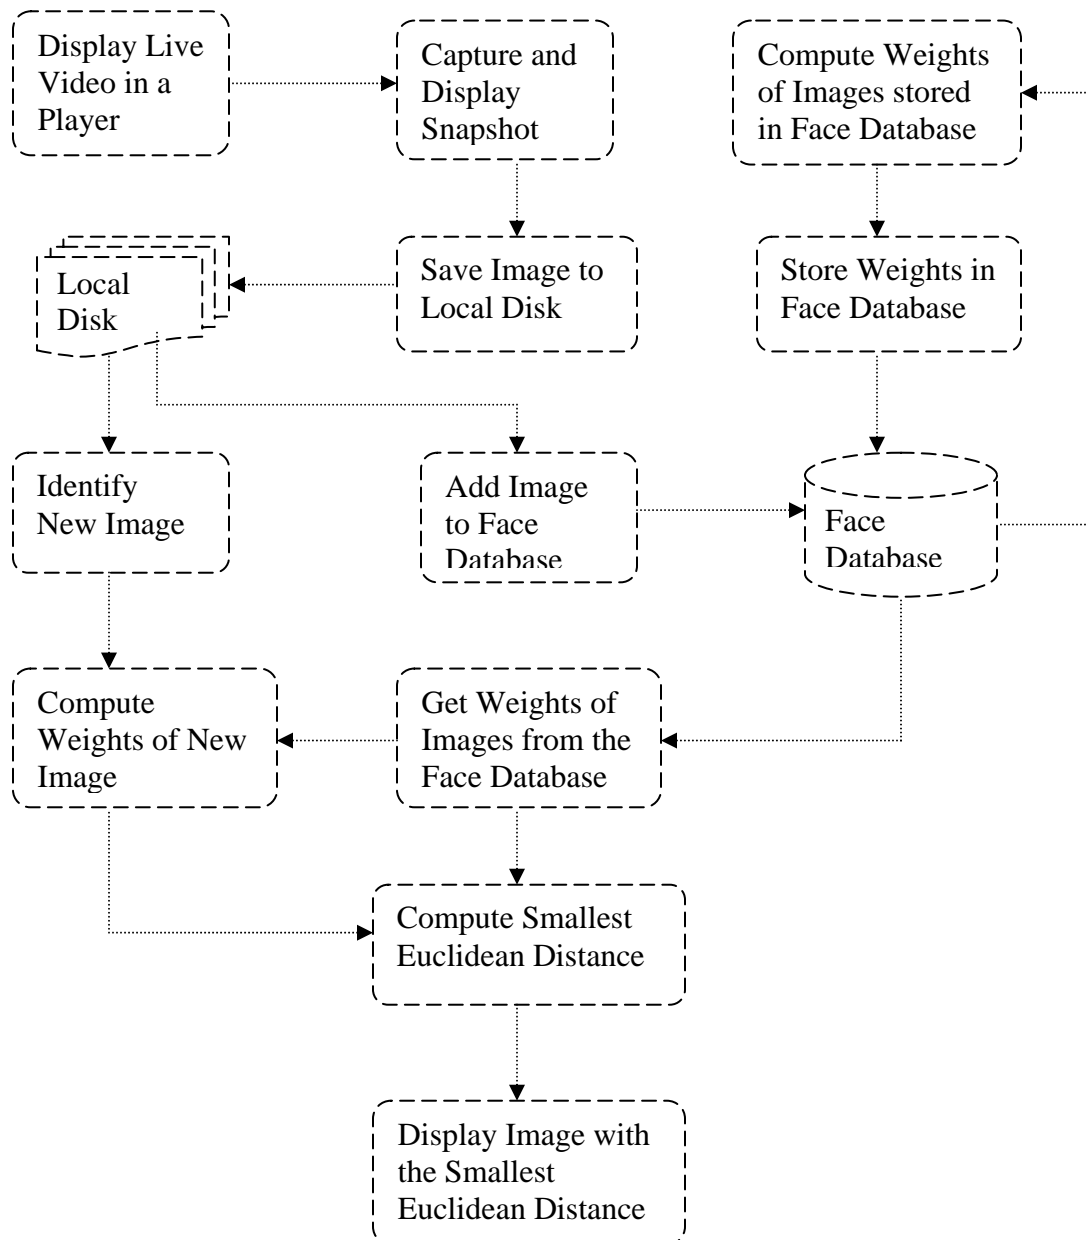 Display Live
Video in a
Player
Capture and
Display
Snapshot
Compute Weights
of Images stored
in Face Database
Local
Disk
Save Image to
Local Disk
Store Weights in
Face Database
Identify
New Image
Add Image
to Face
Database
Face
Database
Compute
Weights of New
Image
Get Weights of
Images from the
Face Database
Compute Smallest
Euclidean Distance
Display Image with
the Smallest
Euclidean Distance